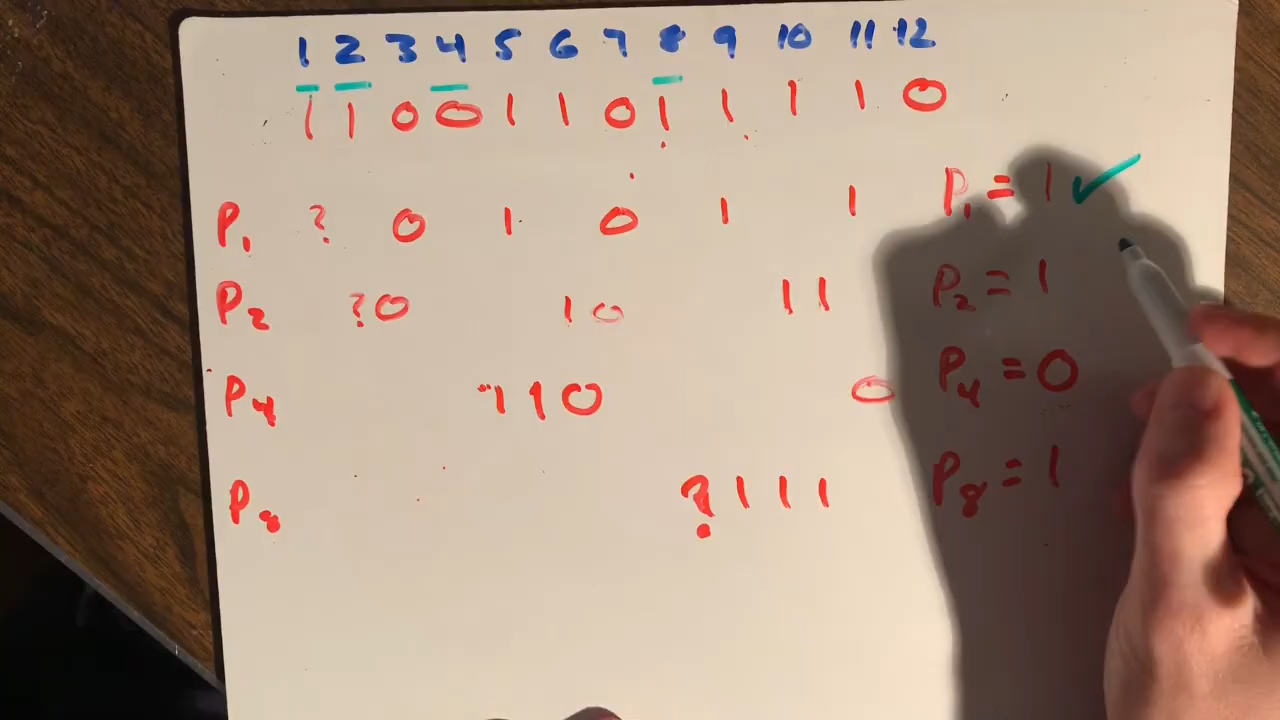 1 2 3 4 5 6 7 8 9 10 11 12
1 1 0 0 1 1 0 1 1 1 1 0
P1 ? 0 1 0 1 1 P1 = 1 ✓
P2 ? 0 1 0 1 1 P2 = 1
P4 ? 1 1 0 0 P4 = 0
P8 ? 1 1 1 P8 = 1